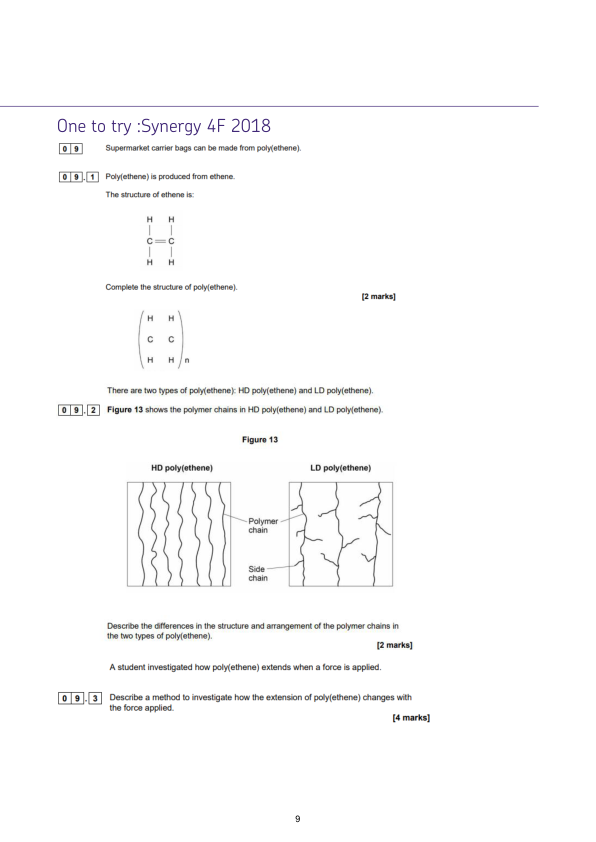 One to try :Synergy 4F 2018
0 9 Supermarket carrier bags can be made from poly(ethene).
0 9 . 1 Poly(ethene) is produced from ethene.
The structure of ethene is:
H H
C C
H H
Complete the structure of poly(ethene).
[2 marks]
H H
C C
H H n
There are two types of poly(ethene): HD poly(ethene) and LD poly(ethene).
0 9 . 2 Figure 13 shows the polymer chains in HD poly(ethene) and LD poly(ethene).
Figure 13
HD poly(ethene) LD poly(ethene)
Polymer
chain
Side
chain
Describe the differences in the structure and arrangement of the polymer chains in
the two types of poly(ethene).
[2 marks]
A student investigated how poly(ethene) extends when a force is applied.
0 9 . 3 Describe a method to investigate how the extension of poly(ethene) changes with
the force applied.
[4 marks]
9